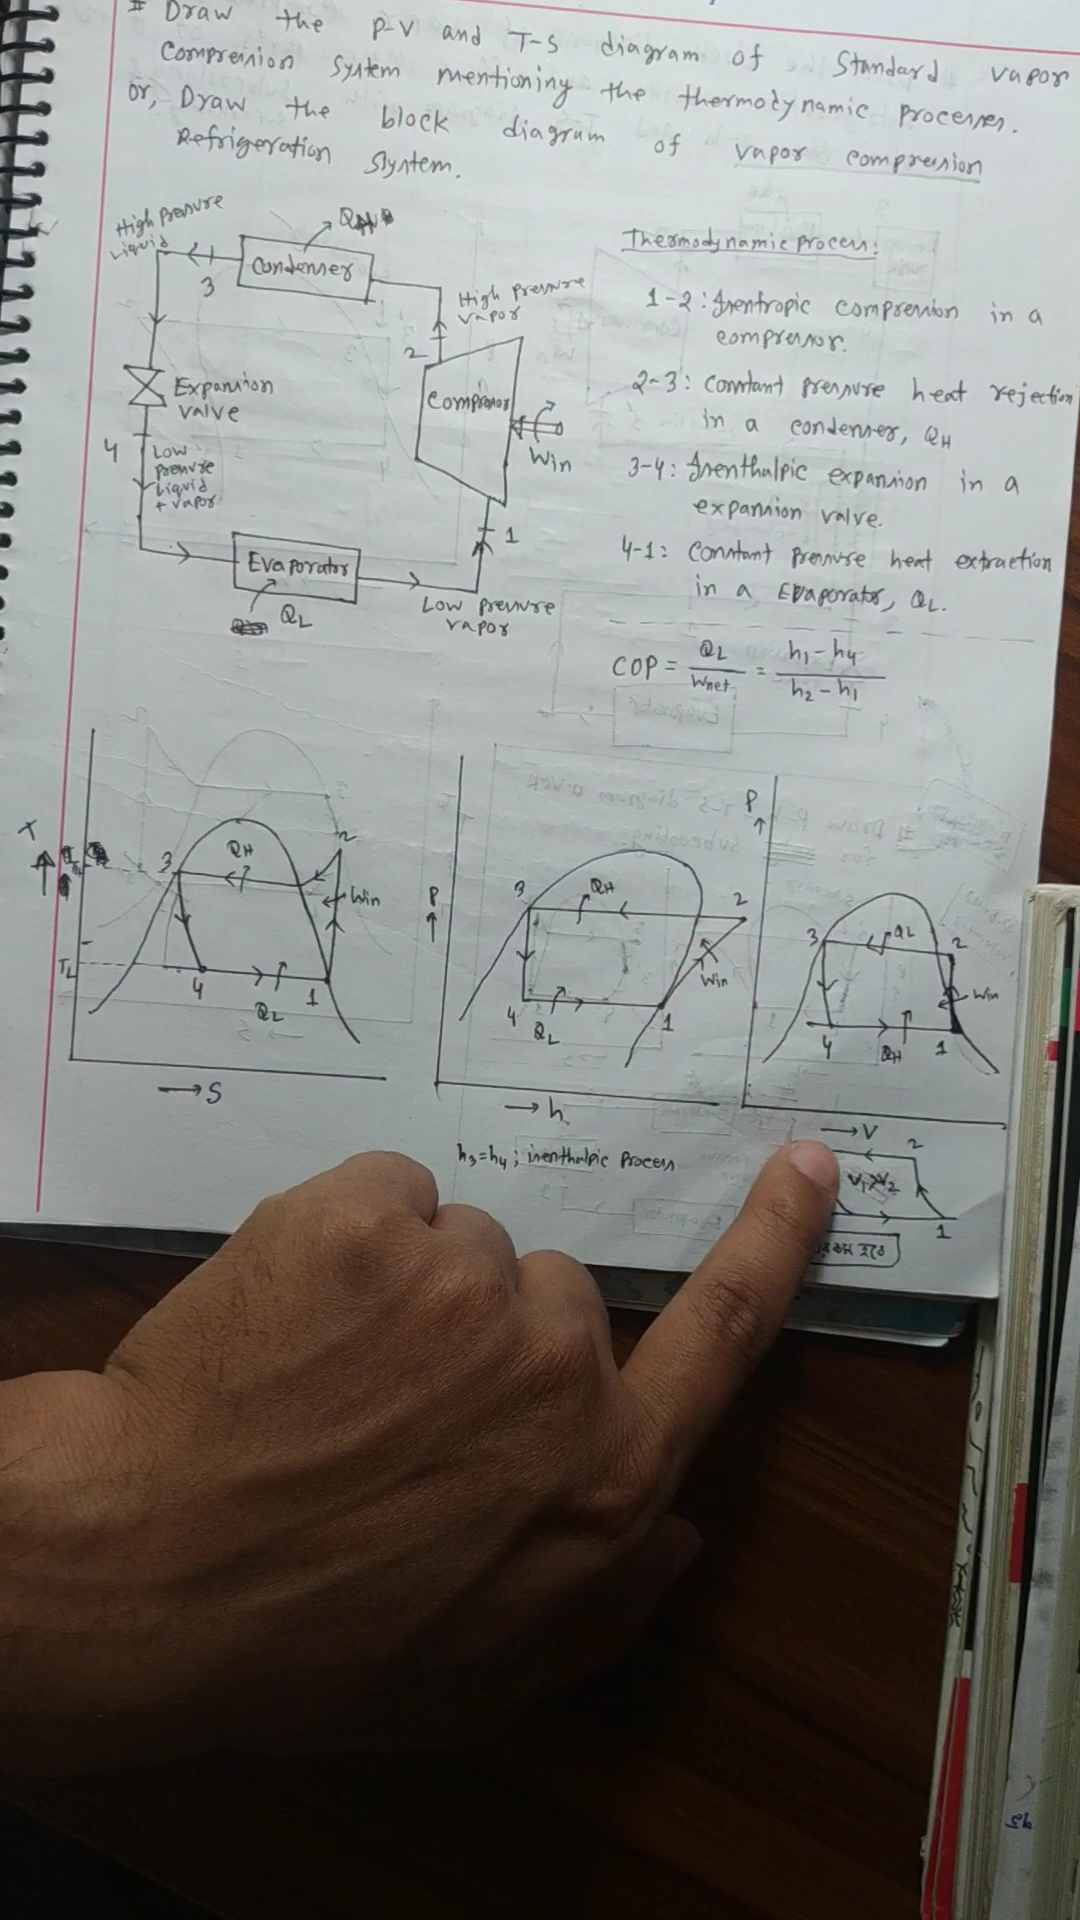 # Draw the P-V and T-S diagram of Standard vapor
Compression System mentioning the thermodynamic processes.
or, Draw the block diagram of vapor compression
Refrigeration System.
High pressure
Liquid
3
Condenser
QH
High pressure
vapor
2
Compressor
Win
Expansion
valve
4
Low
pressure
Liquid
+ vapor
Evaporator
QL
1
Low pressure
vapor
Thermodynamic Process:
1-2: Isentropic compression in a
compressor.
2-3: Constant pressure heat rejection
in a condenser, QH
3-4: Isenthalpic expansion in a
expansion valve.
4-1: Constant pressure heat extraction
in a Evaporator, QL.
COP = QL / Wnet = h1-h4 / h2-h1
T
TL
3
QH
2
Win
4
QL
1
→ S
P
3
QH
2
Win
4
QL
1
→ h
h3=h4; isenthalpic Process
P
3
QL
2
Win
4
QH
1
→ V
2
V1>V2
1
হবে